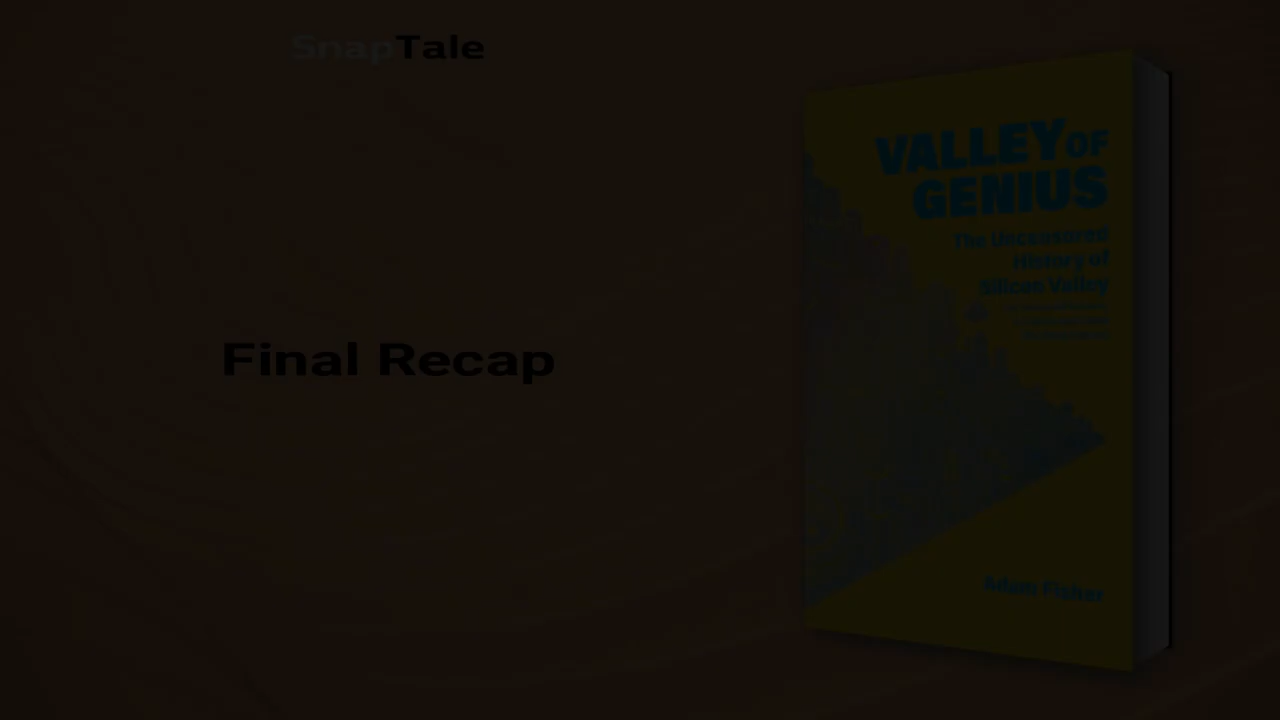 SnapTale
Final Recap
VALLEY OF
GENIUS
The Uncensored
History of
Silicon Valley
Adam Fisher